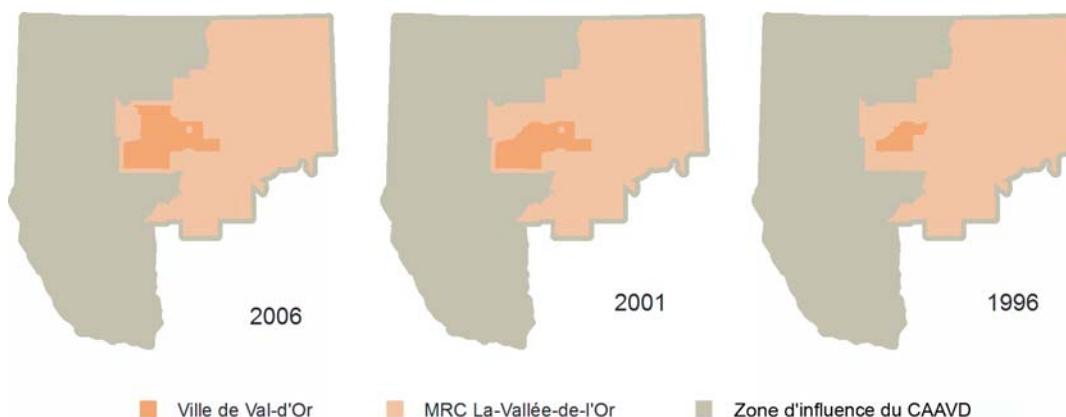 2006
2001
1996
Ville de Val-d'Or
MRC La-Vallée-de-l'Or
Zone d'influence du CAAVD